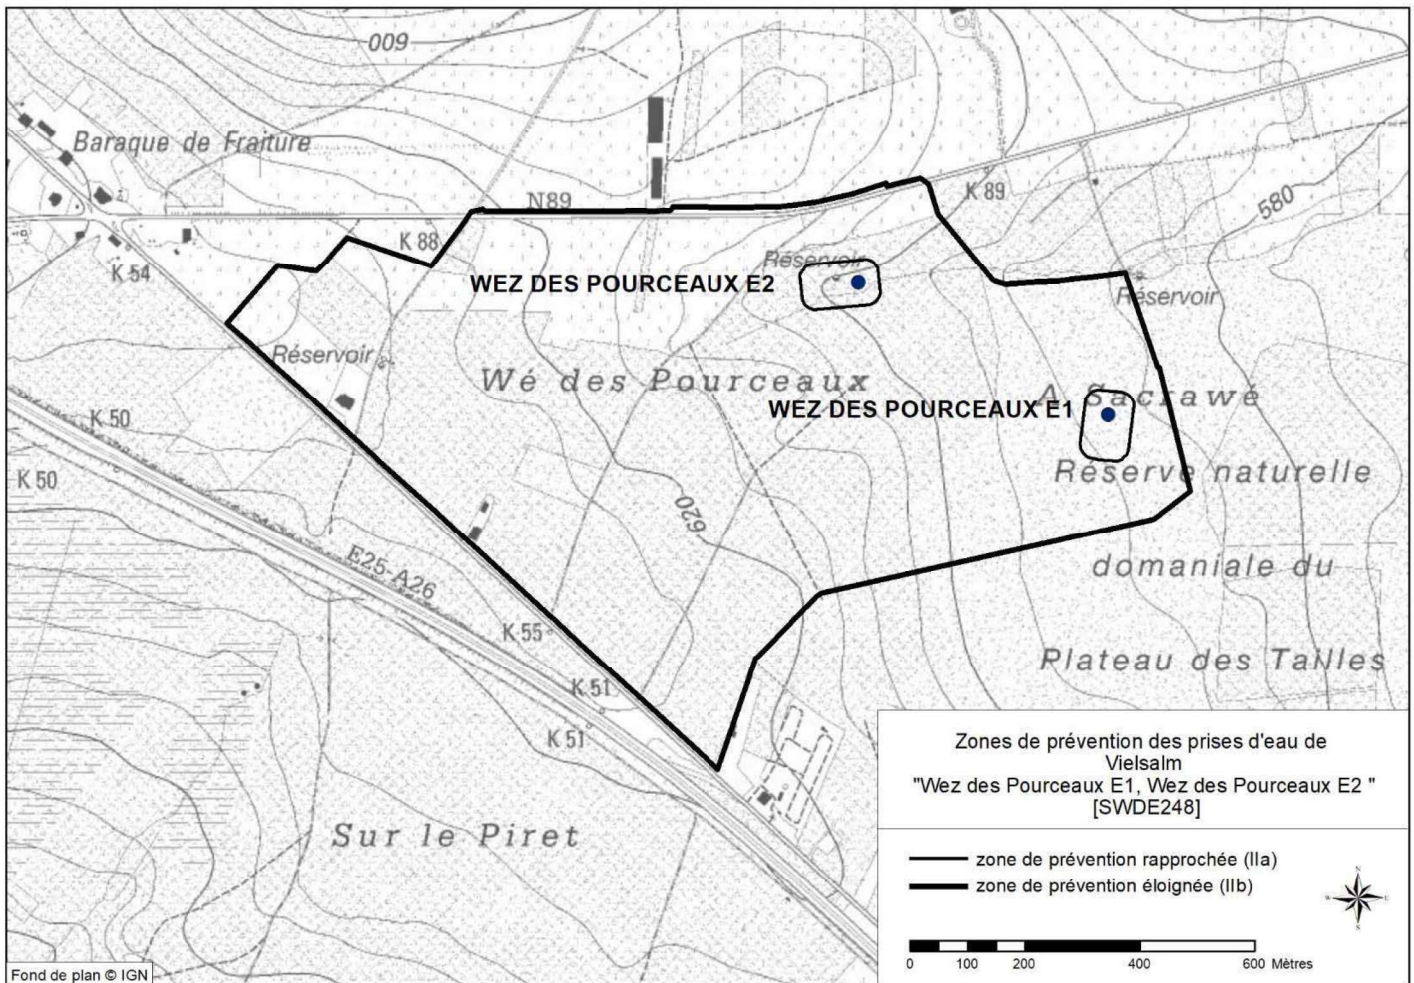 009
Baraque de Fraiture
N89
K 89
580
K 88
K 54
Réservoir
WEZ DES POURCEAUX E2
Réservoir
Réservoir
Wé des Pourceaux
A Sacrawé
WEZ DES POURCEAUX E1
K 50
K 50
Réserve naturelle
620
E25-A26
domaniale du
K 55
Plateau des Tailles
K 51
K 51
Sur le Piret
Zones de prévention des prises d'eau de
Vielsalm
"Wez des Pourceaux E1, Wez des Pourceaux E2 "
[SWDE248]
zone de prévention rapprochée (IIa)
zone de prévention éloignée (IIb)
N
W E
S
0 100 200 400 600 Mètres
Fond de plan © IGN